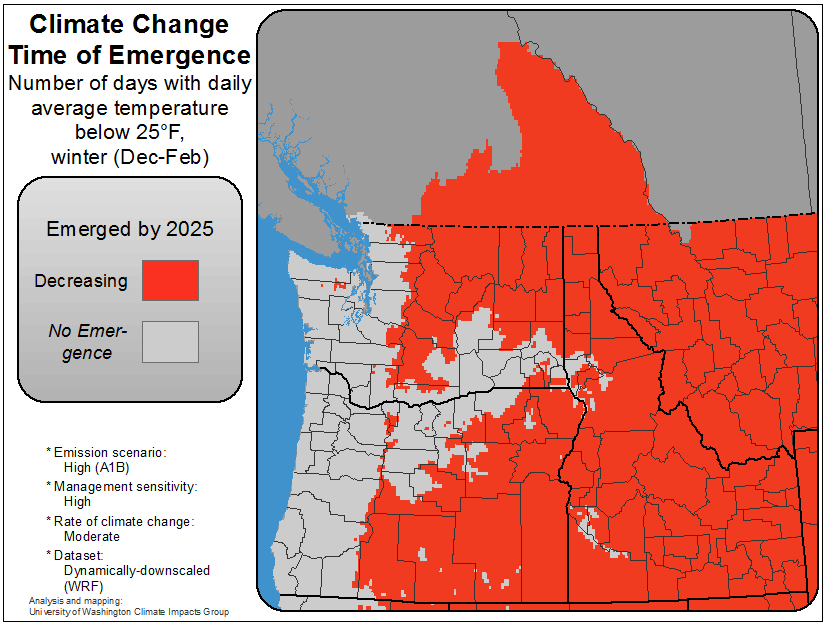 Climate Change
Time of Emergence
Number of days with daily
average temperature
below 25°F,
winter (Dec-Feb)
Emerged by 2025
Decreasing
No Emer-
gence
* Emission scenario:
High (A1B)
* Management sensitivity:
High
* Rate of climate change:
Moderate
* Dataset:
Dynamically-downscaled
(WRF)
Analysis and mapping:
University of Washington Climate Impacts Group